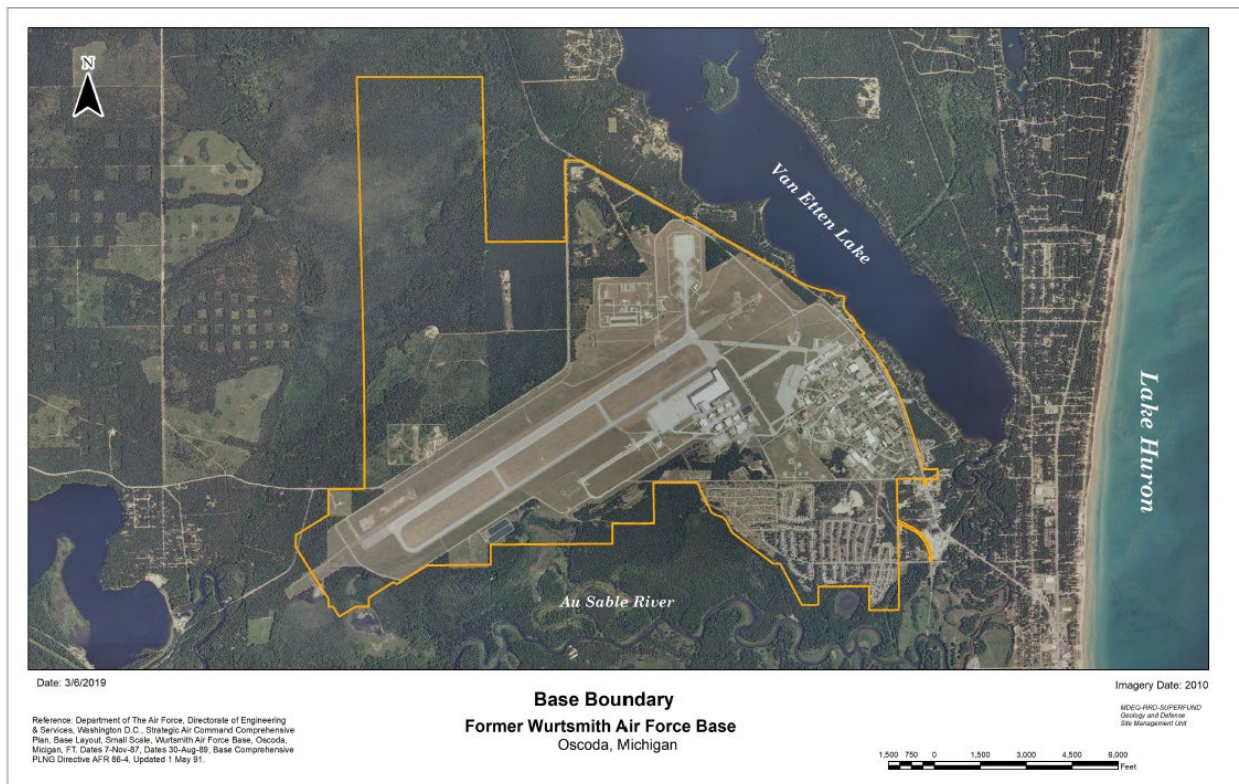 N
Van Etten Lake
Lake Huron
Au Sable River
Date: 3/6/2019
Imagery Date: 2010
Base Boundary
Former Wurtsmith Air Force Base
Oscoda, Michigan
MDEQ-RRD-SUPERFUND
Geology and Defense
Site Management Unit
Reference: Department of The Air Force, Directorate of Engineering
& Services, Washington D.C., Strategic Air Command Comprehensive
Plan, Base Layout, Small Scale, Wurtsmith Air Force Base, Oscoda,
Micigan, FT. Dates 7-Nov-87, Dates 30-Aug-89, Base Comprehensive
PLNG Directive AFR 86-4, Updated 1 May 91.
1,500 750 0 1,500 3,000 4,500 6,000
Feet